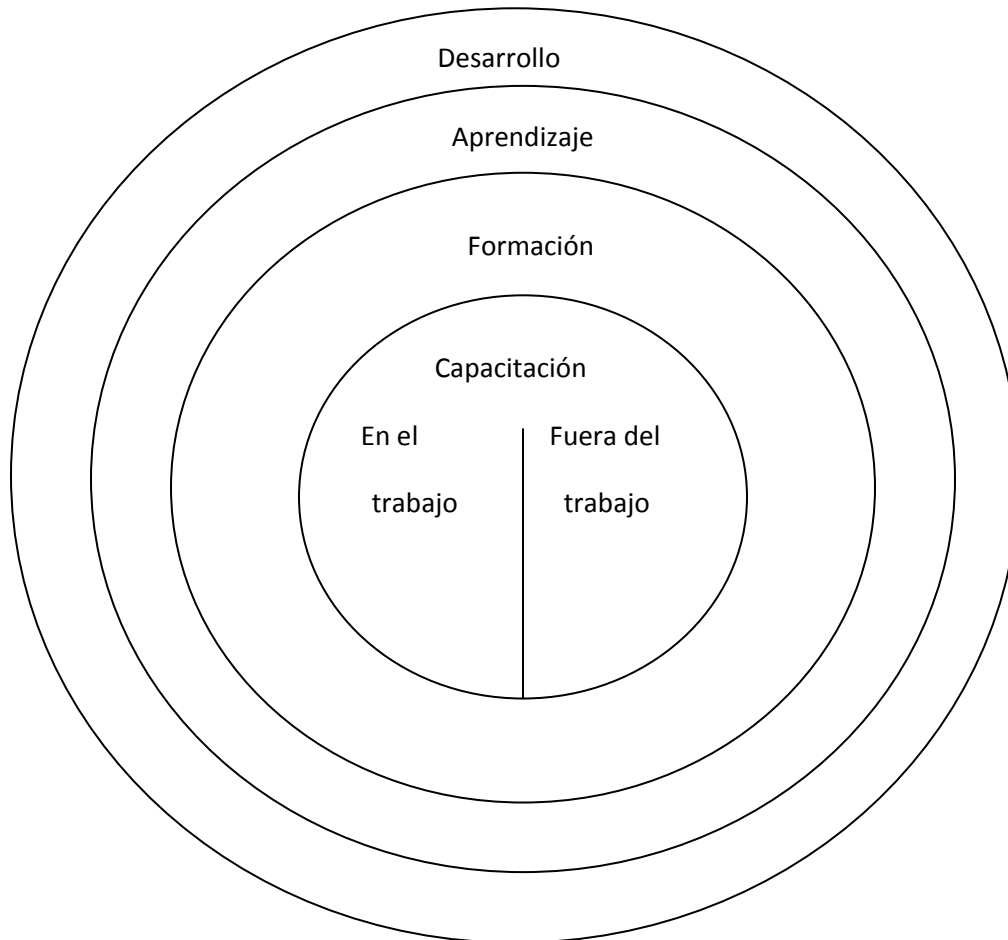 Desarrollo
Aprendizaje
Formación
Capacitación
En el
trabajo
Fuera del
trabajo